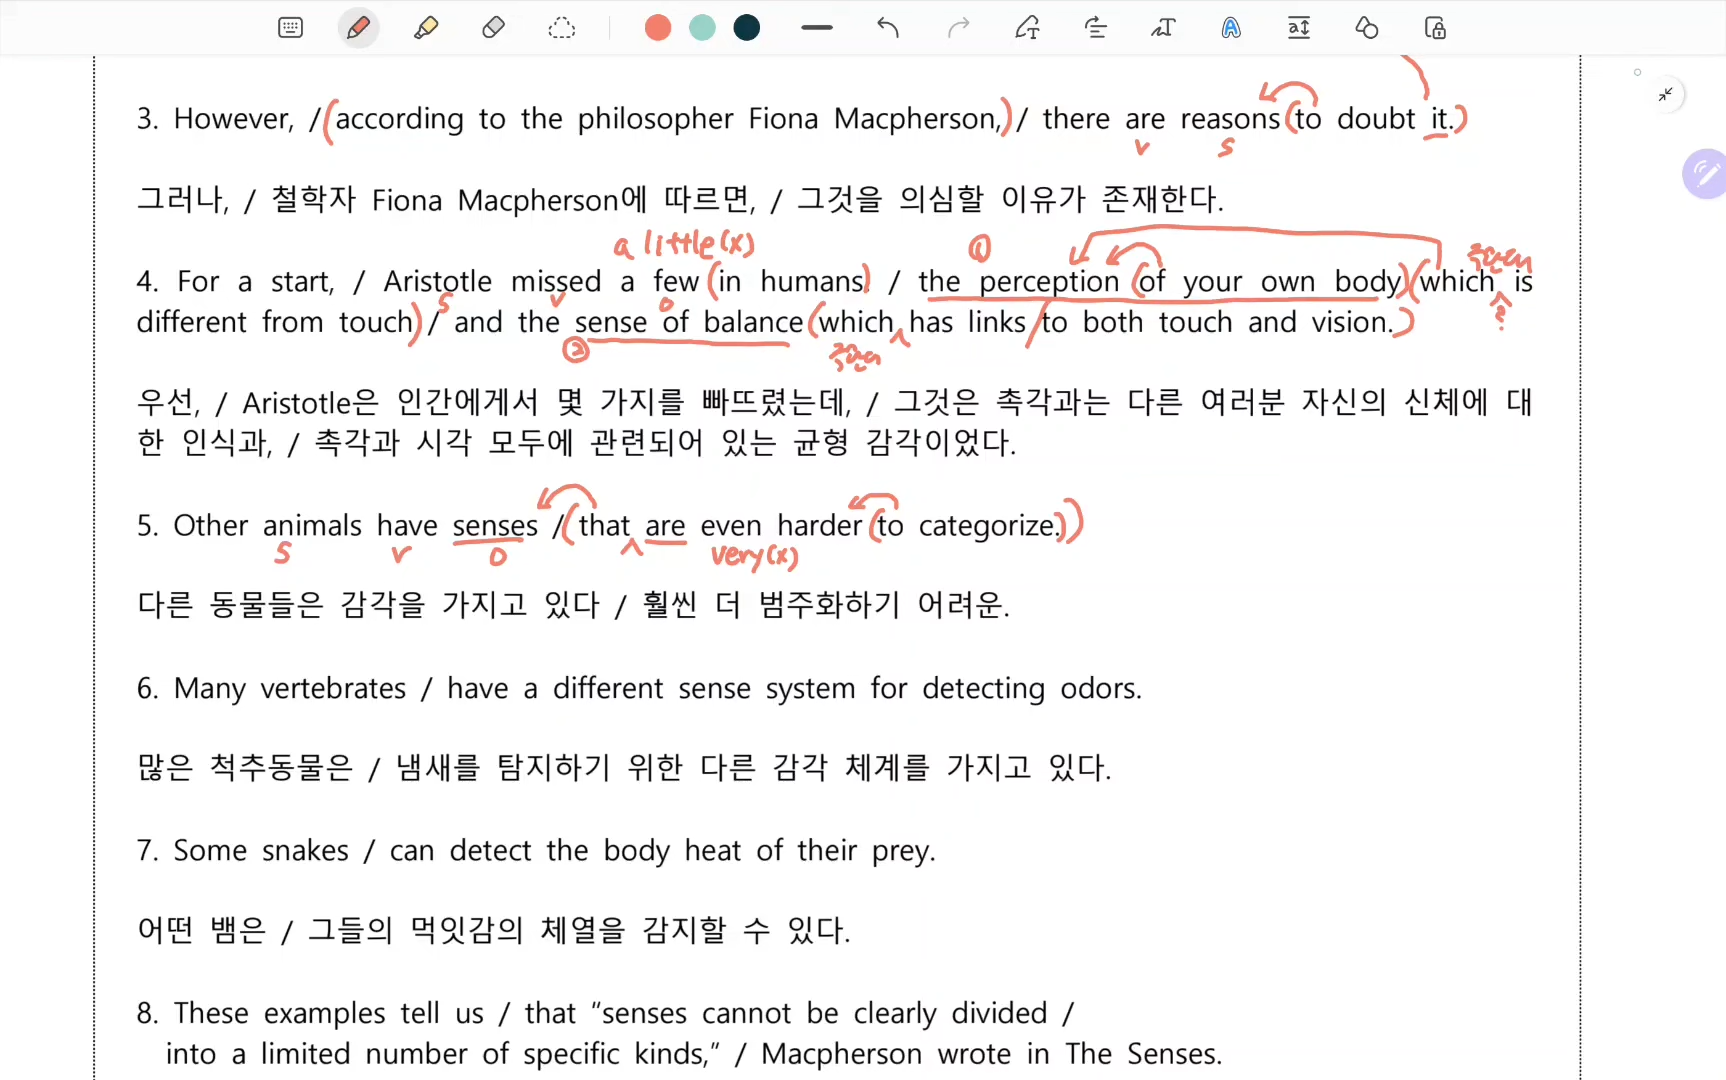 3. However, / (according to the philosopher Fiona Macpherson,) / there are reasons (to doubt it.)
v s
그러나, / 철학자 Fiona Macpherson에 따르면, / 그것을 의심할 이유가 존재한다.
a little(x) ① 주관대
4. For a start, / Aristotle missed a few (in humans) / the perception (of your own body) (which is
s v o
different from touch) / and the sense of balance (which has links / to both touch and vision.)
②
우선, / Aristotle은 인간에게서 몇 가지를 빠뜨렸는데, / 그것은 촉각과는 다른 여러분 자신의 신체에 대
한 인식과, / 촉각과 시각 모두에 관련되어 있는 균형 감각이었다.
5. Other animals have senses / (that are even harder (to categorize.))
s v o very(x)
다른 동물들은 감각을 가지고 있다 / 훨씬 더 범주화하기 어려운.
6. Many vertebrates / have a different sense system for detecting odors.
많은 척추동물은 / 냄새를 탐지하기 위한 다른 감각 체계를 가지고 있다.
7. Some snakes / can detect the body heat of their prey.
어떤 뱀은 / 그들의 먹잇감의 체열을 감지할 수 있다.
8. These examples tell us / that “senses cannot be clearly divided /
into a limited number of specific kinds,” / Macpherson wrote in The Senses.